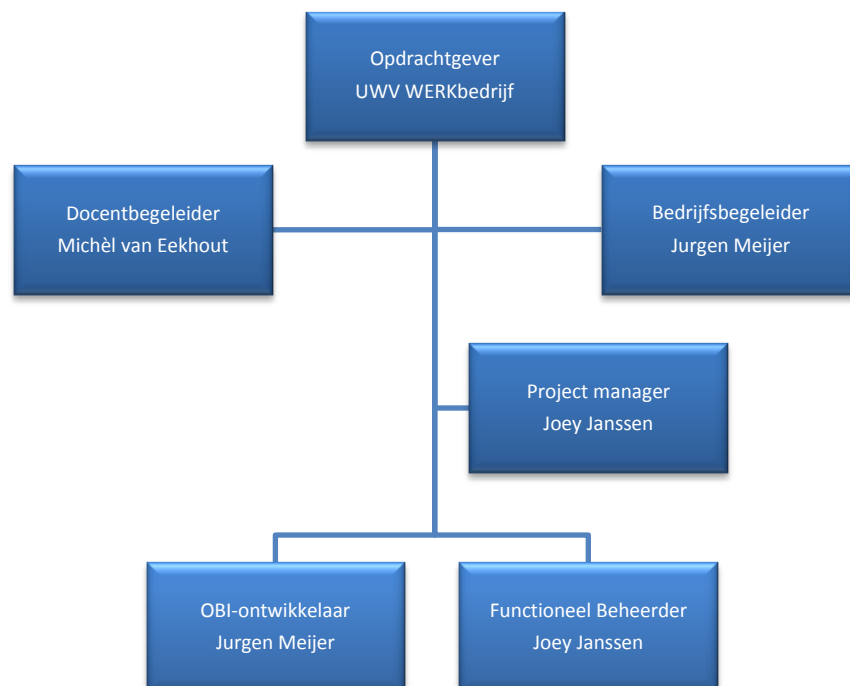 Opdrachtgever
UWV WERKbedrijf
Docentbegeleider
Michèl van Eekhout
Bedrijfsbegeleider
Jurgen Meijer
Project manager
Joey Janssen
OBI-ontwikkelaar
Jurgen Meijer
Functioneel Beheerder
Joey Janssen